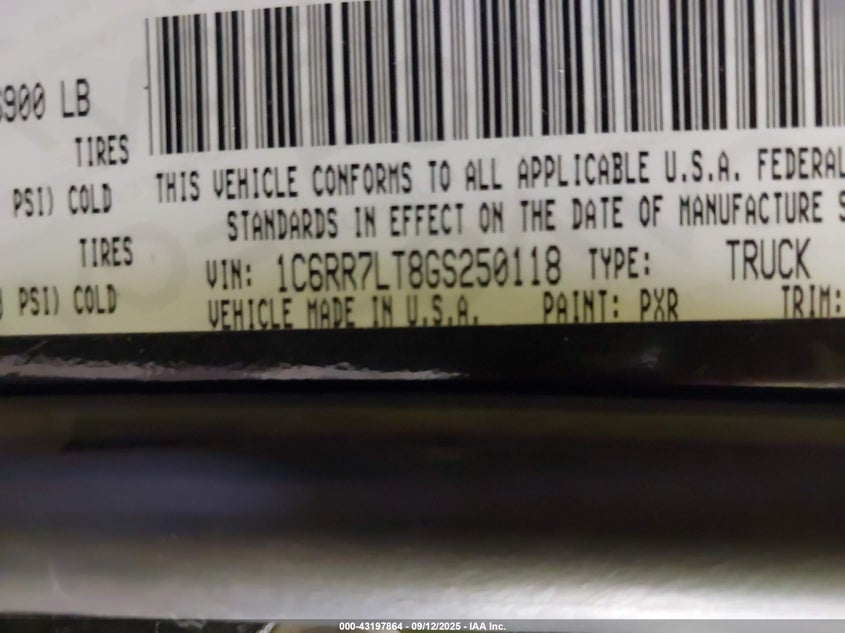 6900 LB
TIRES
PSI) COLD
TIRES
PSI) COLD
THIS VEHICLE CONFORMS TO ALL APPLICABLE U.S.A. FEDERAL
STANDARDS IN EFFECT ON THE DATE OF MANUFACTURE S
VIN: 1C6RR7LT8GS250118 TYPE: TRUCK
VEHICLE MADE IN U.S.A. PAINT: PXR TRIM:
000-43197864 - 09/12/2025 - IAA Inc.